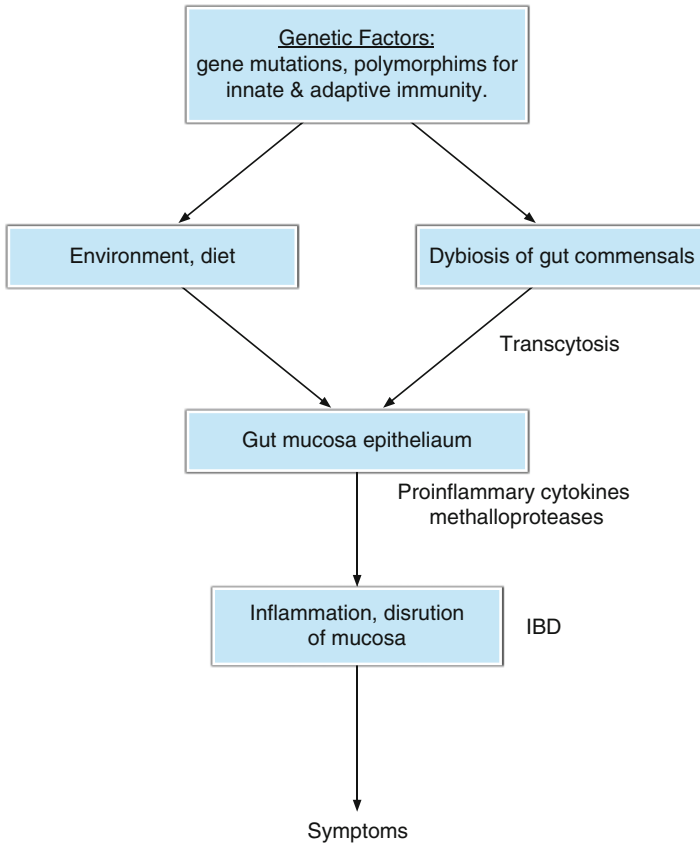 Genetic Factors:
gene mutations, polymorphims for
innate & adaptive immunity.
Environment, diet
Dybiosis of gut commensals
Transcytosis
Gut mucosa epitheliaum
Proinflammary cytokines
methalloproteases
Inflammation, disrution
of mucosa
IBD
Symptoms